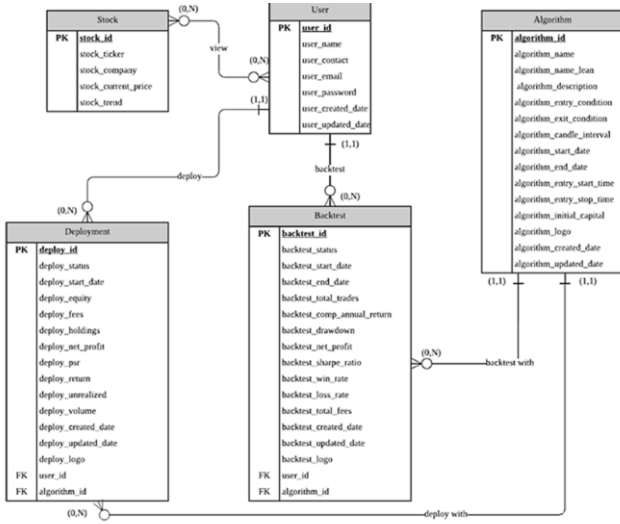 Stock
PK stock_id
stock_ticker
stock_company
stock_current_price
stock_trend
(0,N)
view
(0,N)
User
PK user_id
user_name
user_contact
user_email
user_password
user_created_date
user_updated_date
(1,1)
deploy
(0,N)
(1,1)
backtest
(0,N)
Algorithm
PK algorithm_id
algorithm_name
algorithm_name_lean
algorithm_description
algorithm_entry_condition
algorithm_exit_condition
algorithm_candle_interval
algorithm_start_date
algorithm_end_date
algorithm_entry_start_time
algorithm_entry_stop_time
algorithm_initial_capital
algorithm_logo
algorithm_created_date
algorithm_updated_date
(1,1)
(1,1)
Deployment
PK deploy_id
deploy_status
deploy_start_date
deploy_equity
deploy_fees
deploy_holdings
deploy_net_profit
deploy_psr
deploy_return
deploy_unrealized
deploy_volume
deploy_created_date
deploy_updated_date
deploy_logo
FK user_id
FK algorithm_id
Backtest
PK backtest_id
backtest_status
backtest_start_date
backtest_end_date
backtest_total_trades
backtest_comp_annual_return
backtest_drawdown
backtest_net_profit
backtest_sharpe_ratio
backtest_win_rate
backtest_loss_rate
backtest_total_fees
backtest_created_date
backtest_updated_date
backtest_logo
FK user_id
FK algorithm_id
(0,N)
backtest with
(0,N)
deploy with